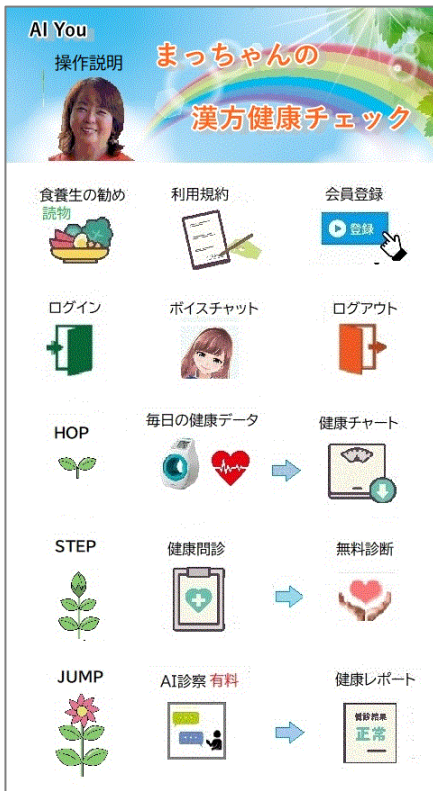 AI You
操作説明
まっちゃんの
漢方健康チェック
食養生の勧め
利用規約
会員登録
読物
登録
ログイン
ボイスチャット
ログアウト
HOP
毎日の健康データ
健康チャート
STEP
健康問診
無料診断
JUMP
AI診察 有料
健康レポート
健診結果
正常